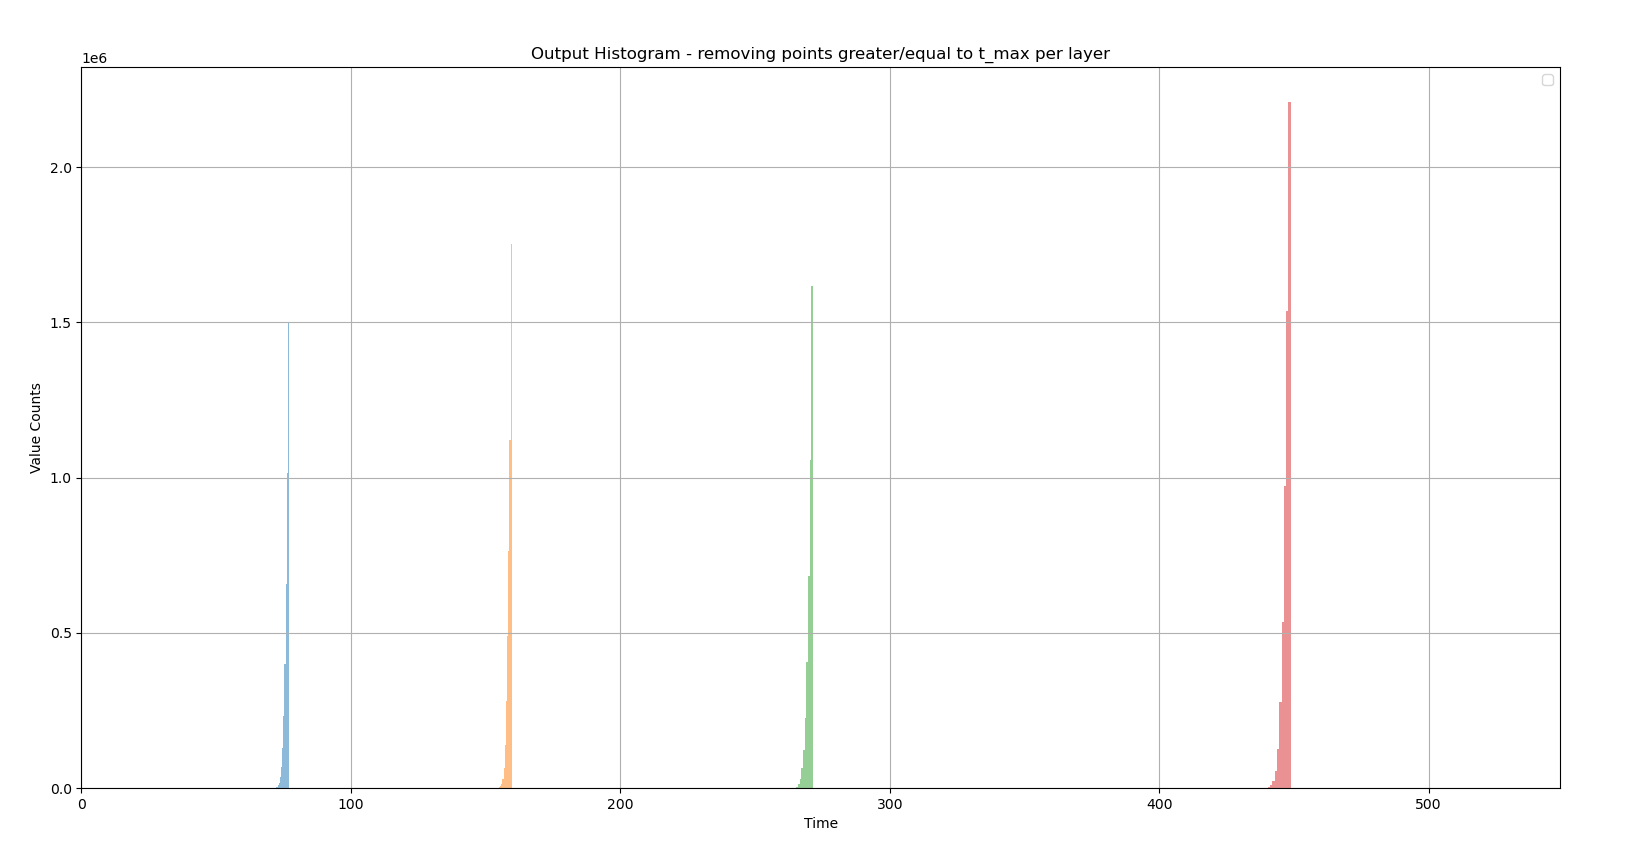 Output Histogram - removing points greater/equal to t_max per layer
1e6
2.0
1.5
1.0
0.5
0.0
Value Counts
0 100 200 300 400 500
Time